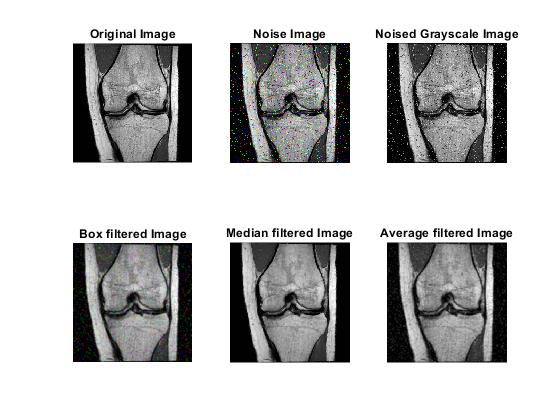 Original Image
Noise Image
Noised Grayscale Image
Box filtered Image
Median filtered Image
Average filtered Image